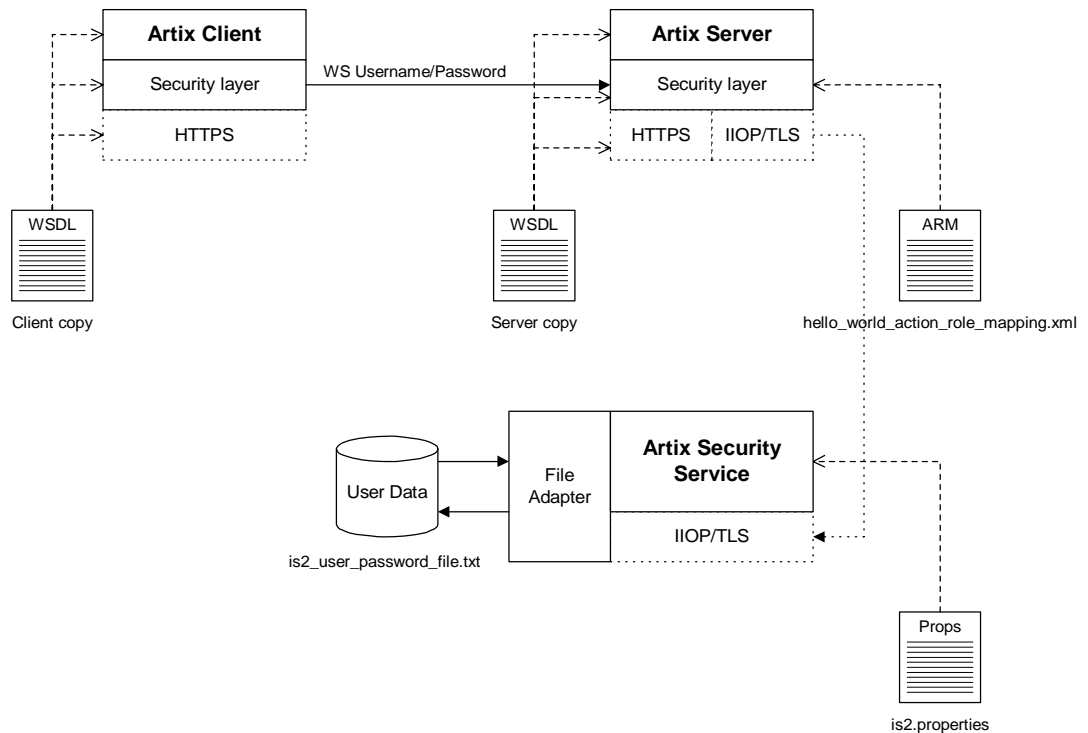 Artix Client
Security layer
HTTPS
WS Username/Password
Artix Server
Security layer
HTTPS
IIOP/TLS
WSDL
Client copy
WSDL
Server copy
ARM
hello_world_action_role_mapping.xml
User Data
is2_user_password_file.txt
File
Adapter
Artix Security
Service
IIOP/TLS
Props
is2.properties